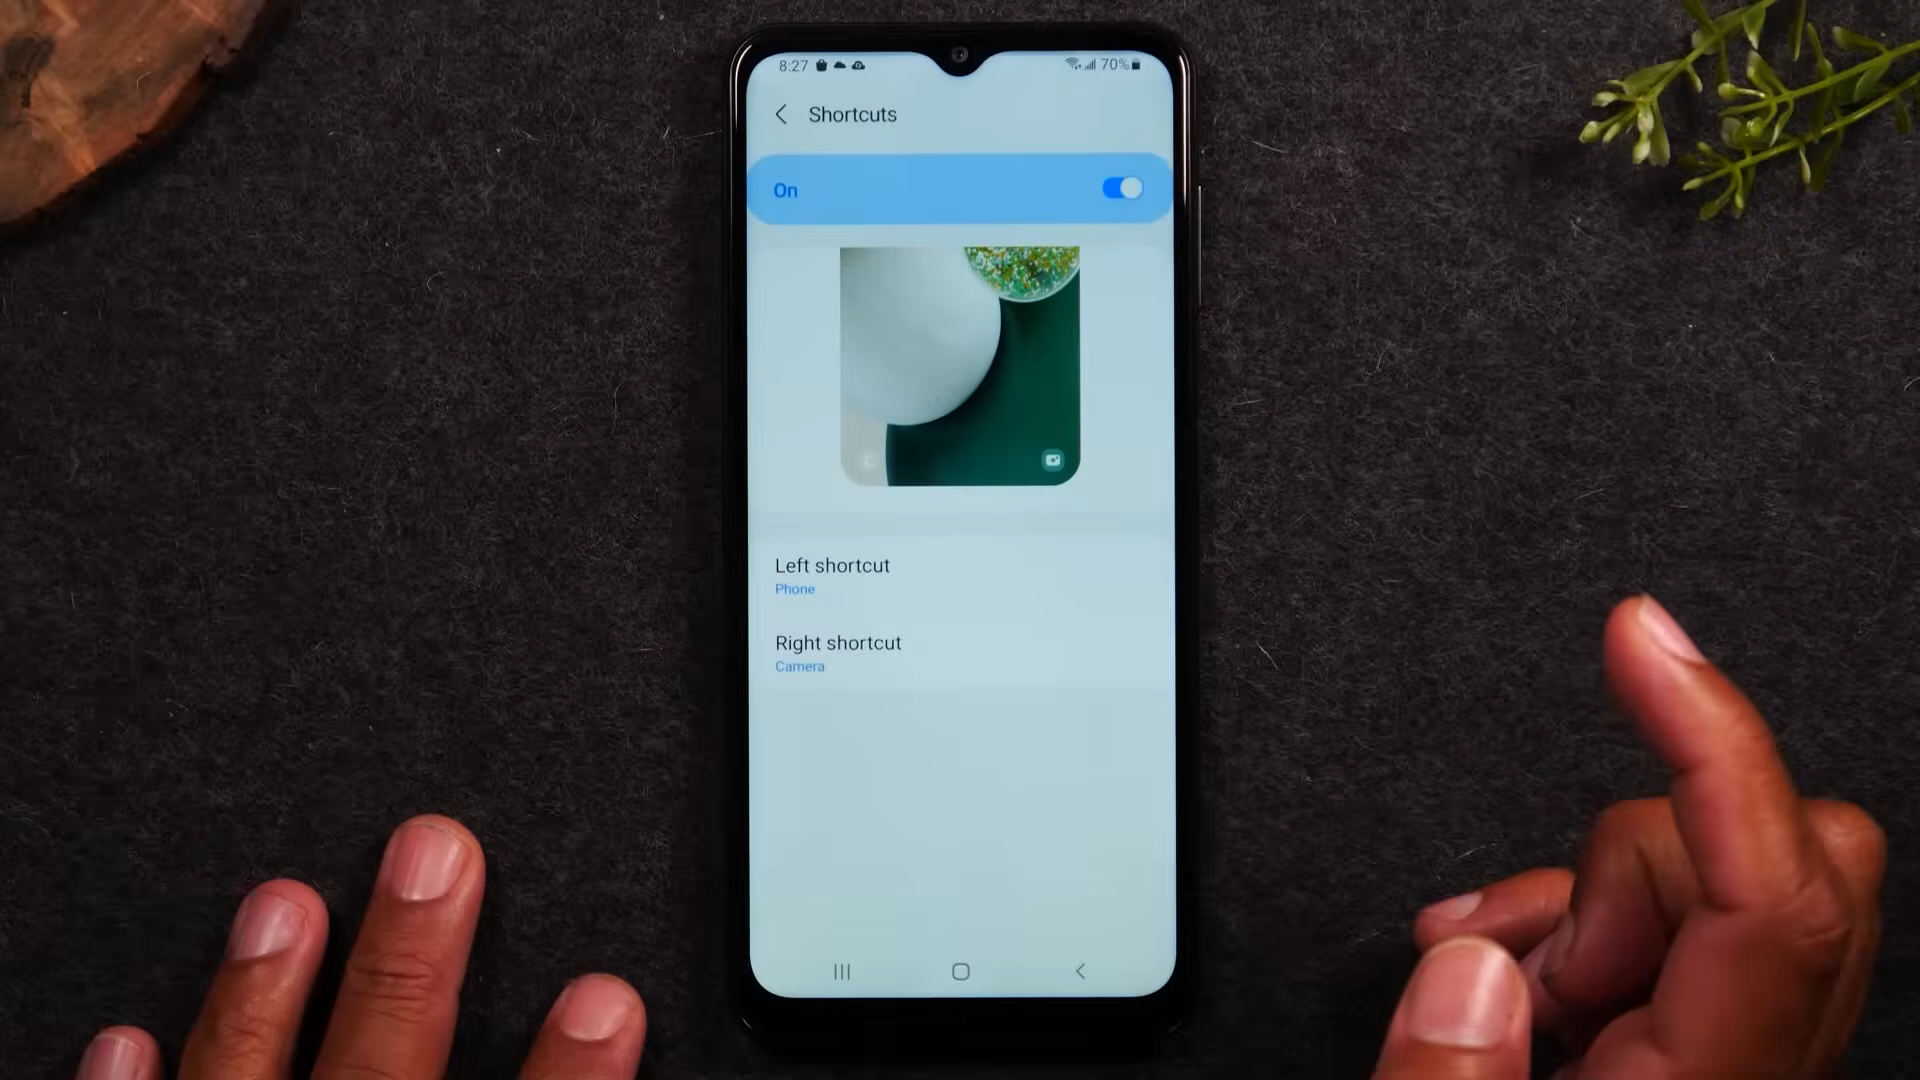 8:27 70%
Shortcuts
On
Left shortcut
Phone
Right shortcut
Camera